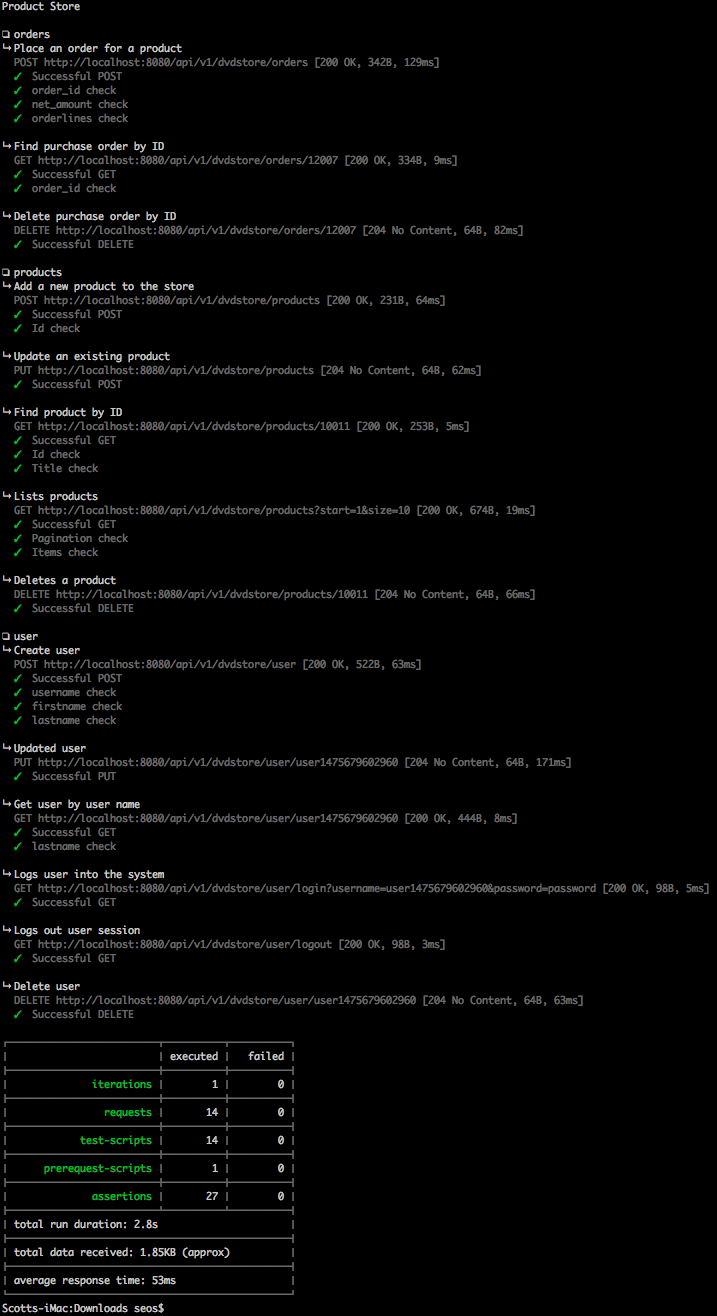 Product Store
❏ orders
↳ Place an order for a product
POST http://localhost:8080/api/v1/dvdstore/orders [200 OK, 342B, 129ms]
✓ Successful POST
✓ order_id check
✓ net_amount check
✓ orderlines check
↳ Find purchase order by ID
GET http://localhost:8080/api/v1/dvdstore/orders/12007 [200 OK, 334B, 9ms]
✓ Successful GET
✓ order_id check
↳ Delete purchase order by ID
DELETE http://localhost:8080/api/v1/dvdstore/orders/12007 [204 No Content, 64B, 82ms]
✓ Successful DELETE
❏ products
↳ Add a new product to the store
POST http://localhost:8080/api/v1/dvdstore/products [200 OK, 231B, 64ms]
✓ Successful POST
✓ Id check
↳ Update an existing product
PUT http://localhost:8080/api/v1/dvdstore/products [204 No Content, 64B, 62ms]
✓ Successful POST
↳ Find product by ID
GET http://localhost:8080/api/v1/dvdstore/products/10011 [200 OK, 253B, 5ms]
✓ Successful GET
✓ Id check
✓ Title check
↳ Lists products
GET http://localhost:8080/api/v1/dvdstore/products?start=1&size=10 [200 OK, 674B, 19ms]
✓ Successful GET
✓ Pagination check
✓ Items check
↳ Deletes a product
DELETE http://localhost:8080/api/v1/dvdstore/products/10011 [204 No Content, 64B, 66ms]
✓ Successful DELETE
❏ user
↳ Create user
POST http://localhost:8080/api/v1/dvdstore/user [200 OK, 522B, 63ms]
✓ Successful POST
✓ username check
✓ firstname check
✓ lastname check
↳ Updated user
PUT http://localhost:8080/api/v1/dvdstore/user/user1475679602960 [204 No Content, 64B, 171ms]
✓ Successful PUT
↳ Get user by user name
GET http://localhost:8080/api/v1/dvdstore/user/user1475679602960 [200 OK, 444B, 8ms]
✓ Successful GET
✓ lastname check
↳ Logs user into the system
GET http://localhost:8080/api/v1/dvdstore/user/login?username=user1475679602960&password=password [200 OK, 98B, 5ms]
✓ Successful GET
↳ Logs out user session
GET http://localhost:8080/api/v1/dvdstore/user/logout [200 OK, 98B, 3ms]
✓ Successful GET
↳ Delete user
DELETE http://localhost:8080/api/v1/dvdstore/user/user1475679602960 [204 No Content, 64B, 63ms]
✓ Successful DELETE
executed failed
iterations 1 0
requests 14 0
test-scripts 14 0
prerequest-scripts 1 0
assertions 27 0
total run duration: 2.8s
total data received: 1.85KB (approx)
average response time: 53ms
Scotts-iMac:Downloads seos$